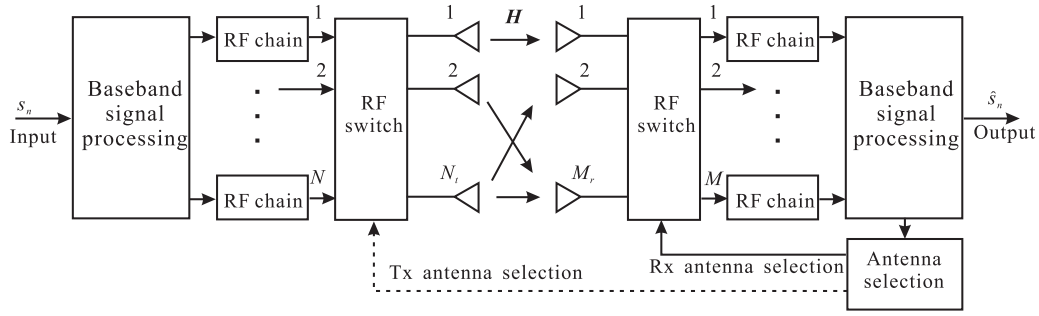 s_n
Input
Baseband
signal
processing
RF chain
RF chain
1
2
N
RF
switch
1
2
N_t
H
1
2
M_r
RF
switch
1
2
M
RF chain
RF chain
Baseband
signal
processing
ŝ_n
Output
Tx antenna selection
Rx antenna selection
Antenna
selection